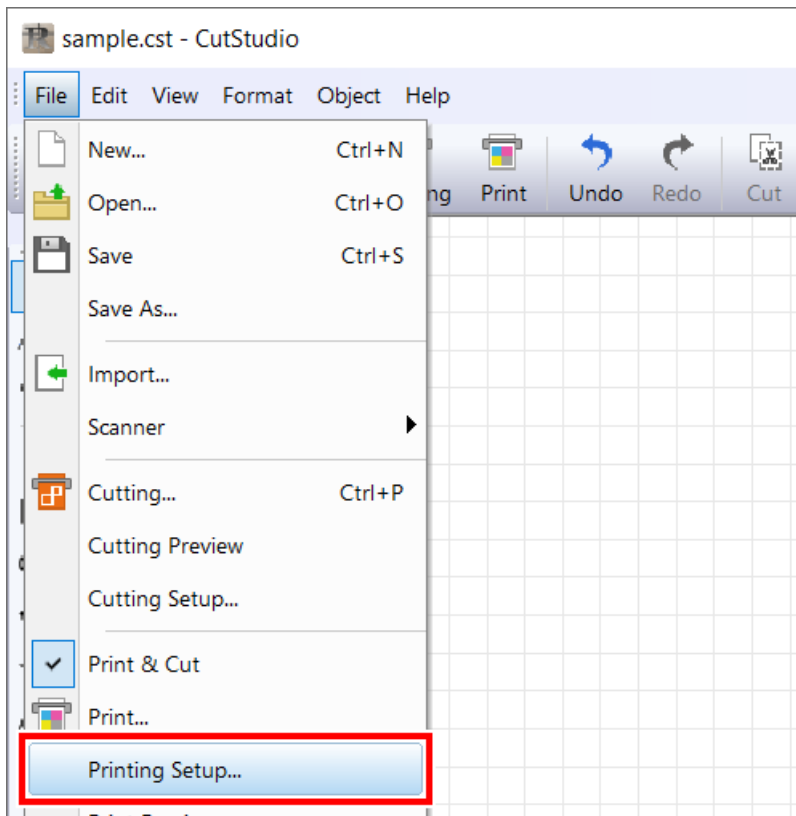 sample.cst - CutStudio
File Edit View Format Object Help
New... Ctrl+N
Open... Ctrl+O
Save Ctrl+S
Save As...
Import...
Scanner
Cutting... Ctrl+P
Cutting Preview
Cutting Setup...
Print & Cut
Print...
Printing Setup...
ng Print Undo Redo Cut